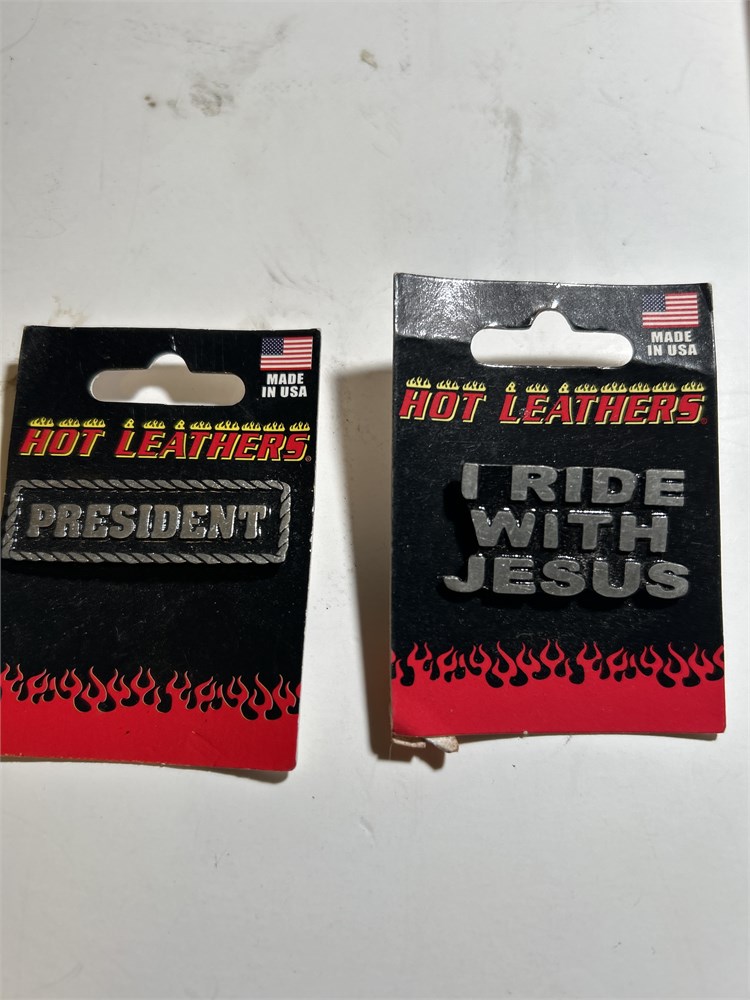 MADE
IN USA
HOT LEATHERS
PRESIDENT
MADE
IN USA
HOT & LEATHERS
I RIDE
WITH
JESUS